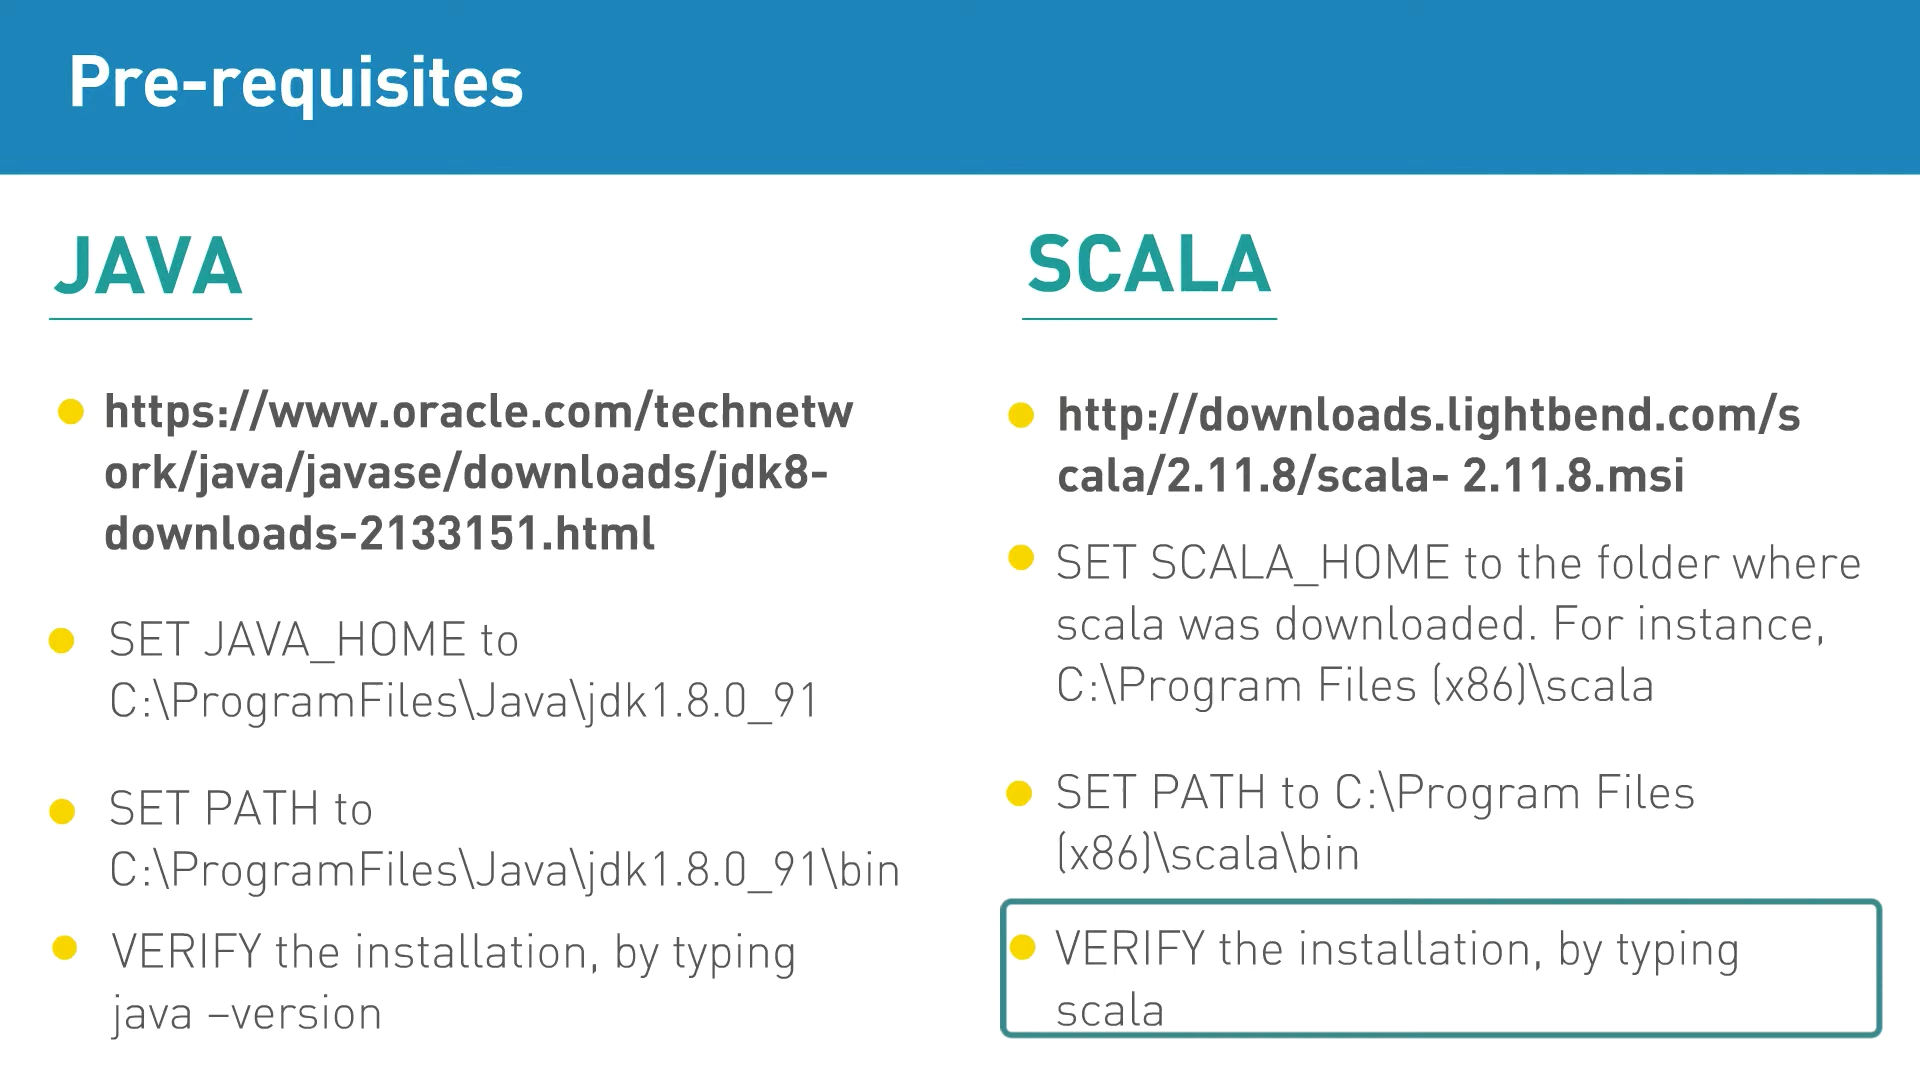 Pre-requisites
JAVA
https://www.oracle.com/technetw
ork/java/javase/downloads/jdk8-
downloads-2133151.html
SET JAVA_HOME to
C:\ProgramFiles\Java\jdk1.8.0_91
SET PATH to
C:\ProgramFiles\Java\jdk1.8.0_91\bin
VERIFY the installation, by typing
java –version
SCALA
http://downloads.lightbend.com/s
cala/2.11.8/scala- 2.11.8.msi
SET SCALA_HOME to the folder where
scala was downloaded. For instance,
C:\Program Files (x86)\scala
SET PATH to C:\Program Files
(x86)\scala\bin
VERIFY the installation, by typing
scala